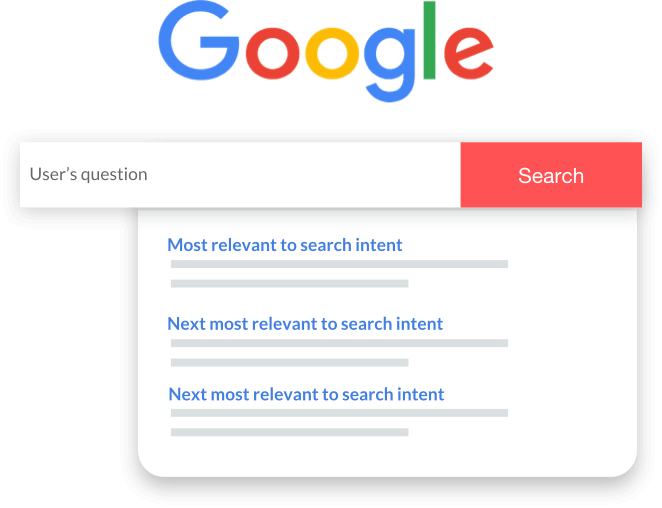 Google
User’s question
Search
Most relevant to search intent
Next most relevant to search intent
Next most relevant to search intent